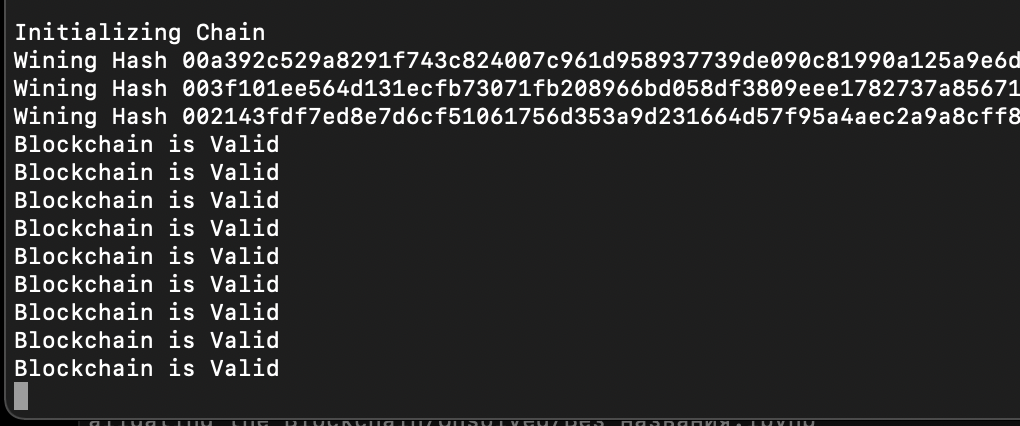 Initializing Chain
Wining Hash 00a392c529a8291f743c824007c961d958937739de090c81990a125a9e6d
Wining Hash 003f101ee564d131ecfb73071fb208966bd058df3809eee1782737a85671
Wining Hash 002143fdf7ed8e7d6cf51061756d353a9d231664d57f95a4aec2a9a8cff8
Blockchain is Valid
Blockchain is Valid
Blockchain is Valid
Blockchain is Valid
Blockchain is Valid
Blockchain is Valid
Blockchain is Valid
Blockchain is Valid
Blockchain is Valid